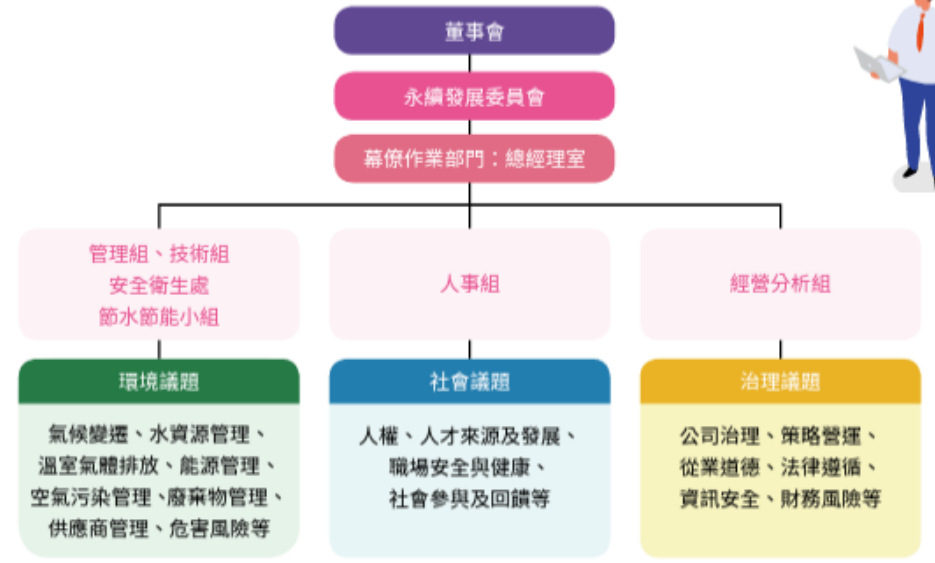 董事會
永續發展委員會
幕僚作業部門：總經理室
管理組、技術組
安全衛生處
節水節能小組
人事組
經營分析組
環境議題
氣候變遷、水資源管理、
溫室氣體排放、能源管理、
空氣污染管理、廢棄物管理、
供應商管理、危害風險等
社會議題
人權、人才來源及發展、
職場安全與健康、
社會參與及回饋等
治理議題
公司治理、策略營運、
從業道德、法律遵循、
資訊安全、財務風險等